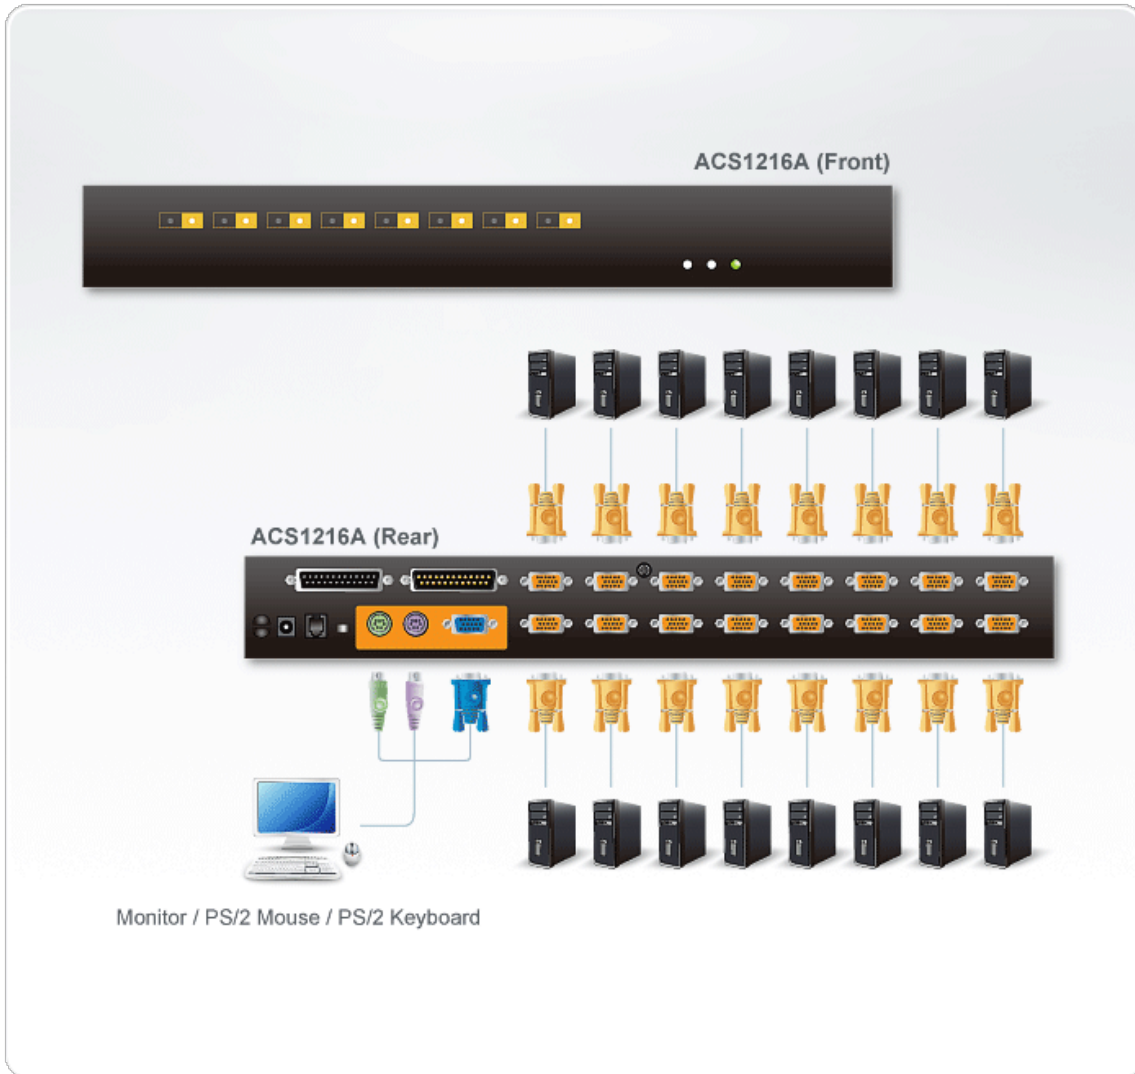 ACS1216A (Front)
ACS1216A (Rear)
Monitor / PS/2 Mouse / PS/2 Keyboard